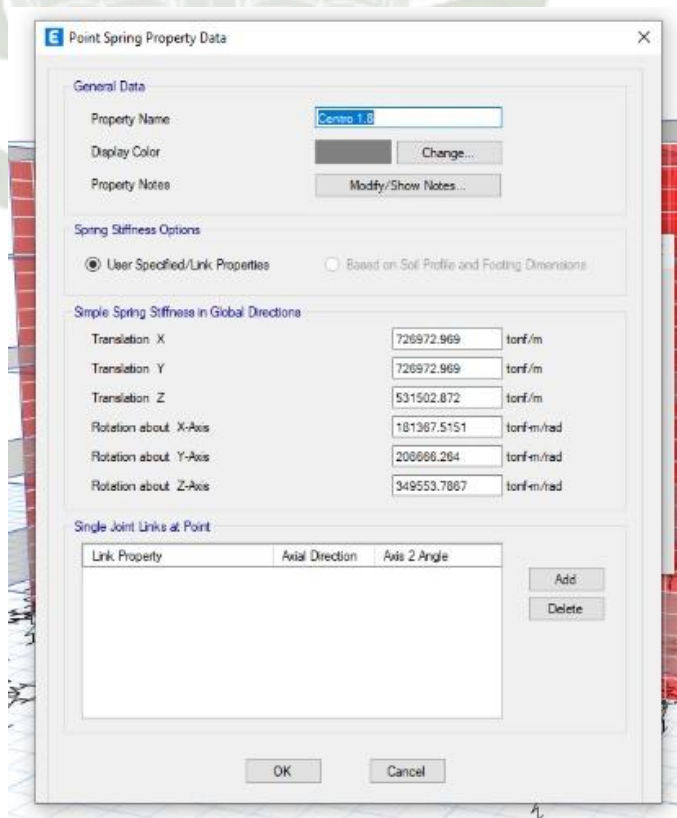 E Point Spring Property Data
General Data
Property Name Centro 1.8
Display Color Change...
Property Notes Modify/Show Notes...
Spring Stiffness Options
User Specified/Link Properties Based on Soil Profile and Footing Dimensions
Simple Spring Stiffness in Global Directions
Translation X 726972.969 tonf/m
Translation Y 726972.969 tonf/m
Translation Z 531502.872 tonf/m
Rotation about X-Axis 181367.5151 tonf-m/rad
Rotation about Y-Axis 208666.264 tonf-m/rad
Rotation about Z-Axis 349553.7867 tonf-m/rad
Single Joint Links at Point
Link Property Axial Direction Axis 2 Angle
Add
Delete
OK Cancel